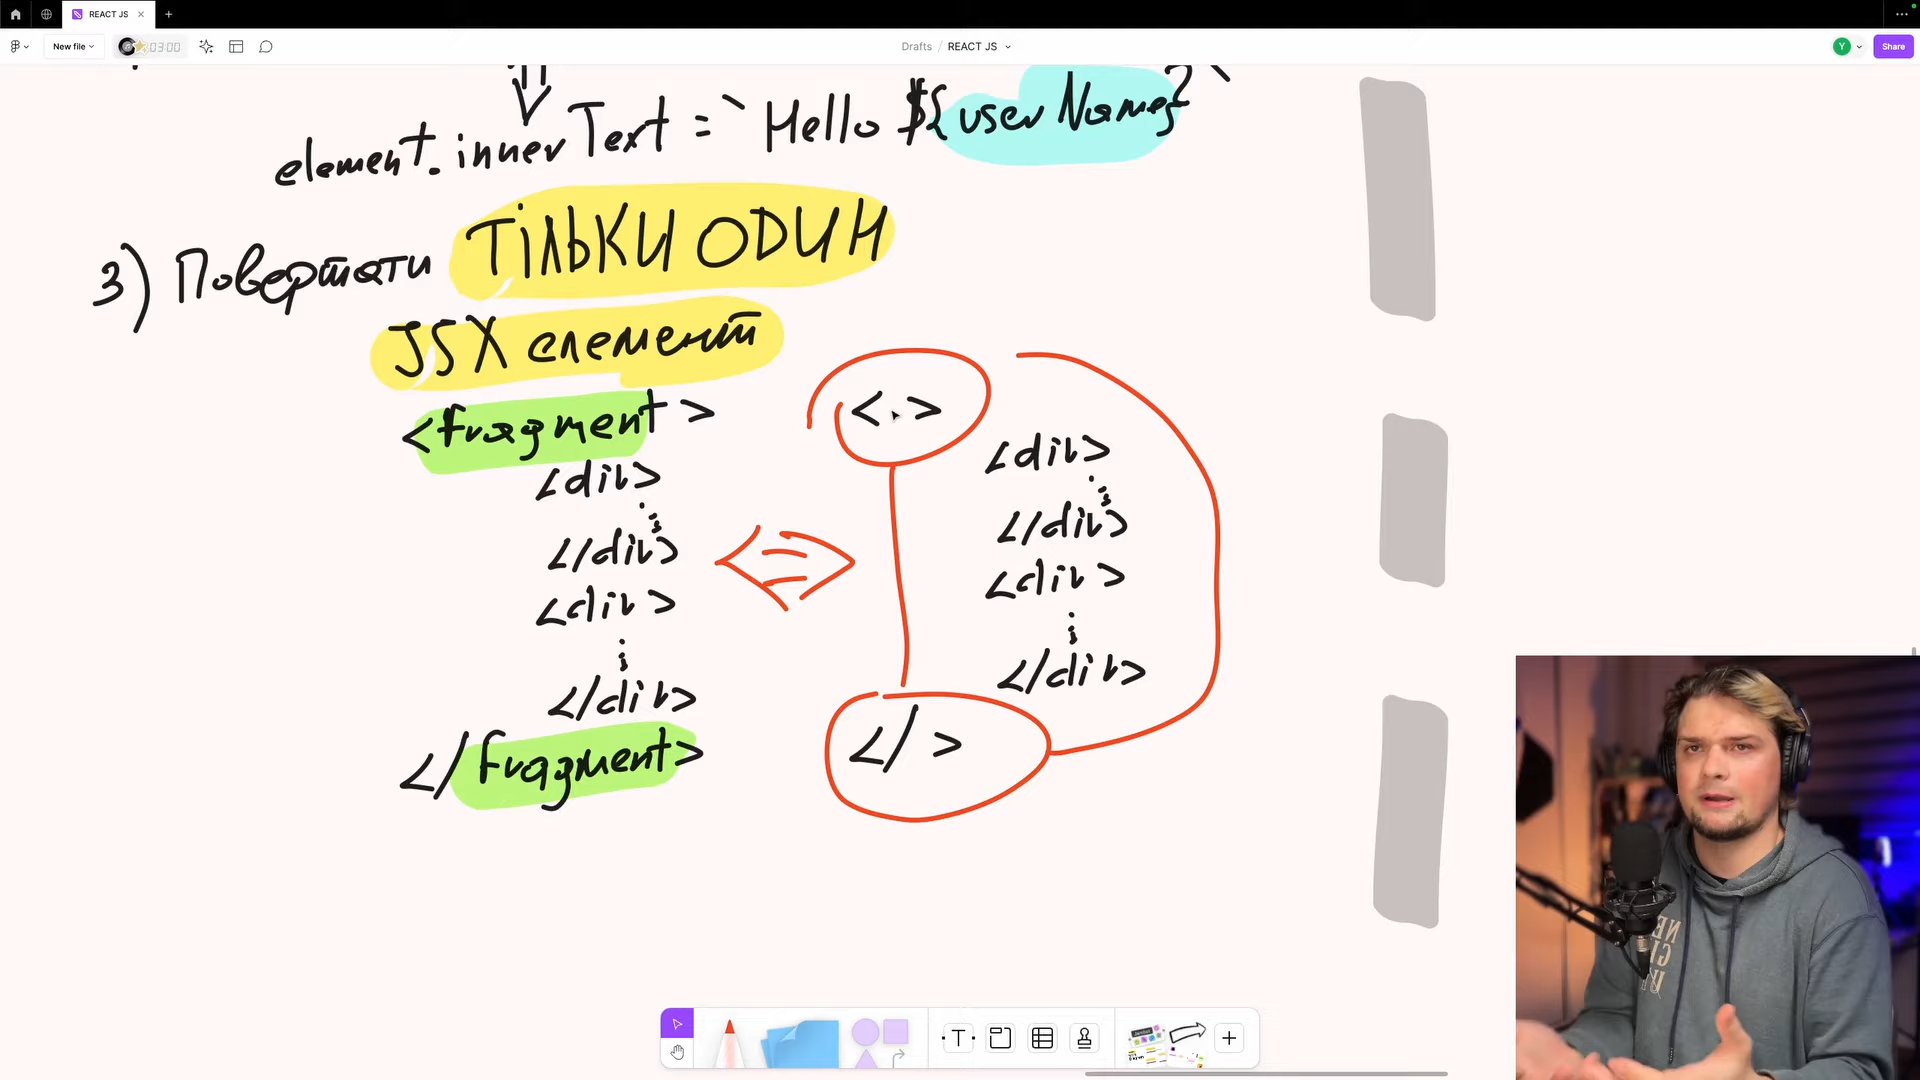 REACT JS
New file
03:00
Drafts / REACT JS
Y
Share
element.innerText = `Hello ${userName}`
3) Повертати ТІЛЬКИ ОДИН
JSX елемент
<fragment>
<div>
</div>
<div>
</div>
</fragment>
< >
<div>
</div>
<div>
</div>
</ >
T